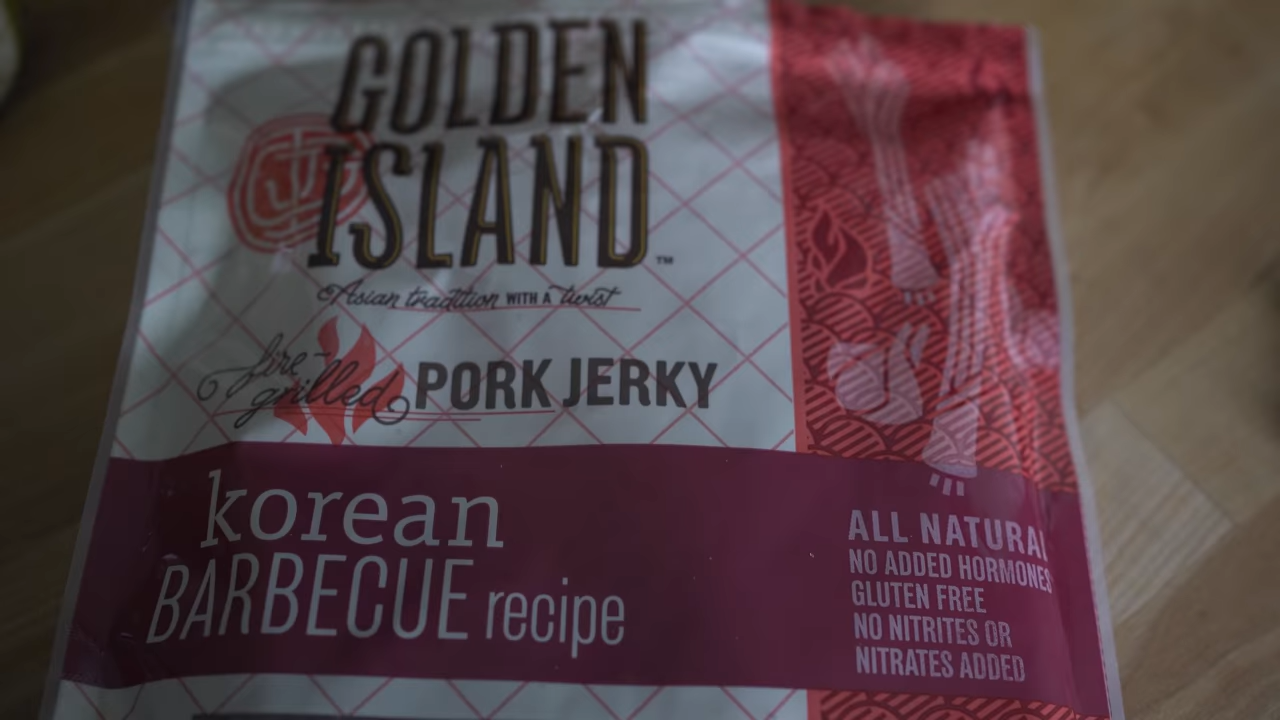 GOLDEN
ISLAND™
Asian tradition WITH A twist
fire-
grilled PORK JERKY
korean
BARBECUE recipe
ALL NATURAL
NO ADDED HORMONES
GLUTEN FREE
NO NITRITES OR
NITRATES ADDED